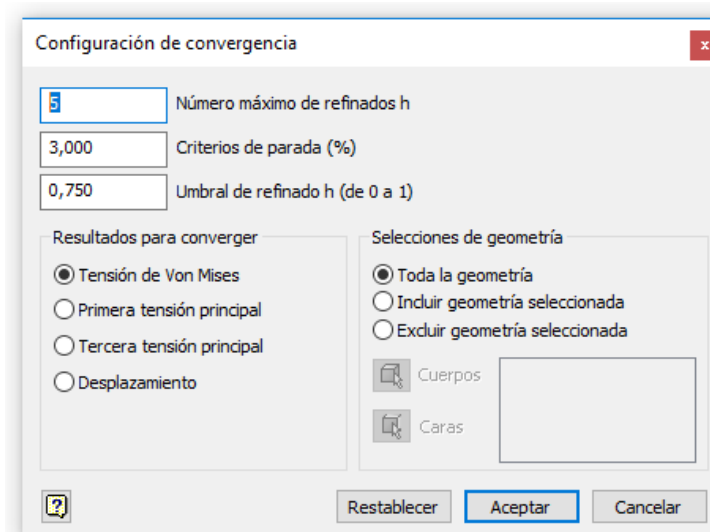 Configuración de convergencia
x
5 Número máximo de refinados h
3,000 Criterios de parada (%)
0,750 Umbral de refinado h (de 0 a 1)
Resultados para converger
Tensión de Von Mises
Primera tensión principal
Tercera tensión principal
Desplazamiento
Selecciones de geometría
Toda la geometría
Incluir geometría seleccionada
Excluir geometría seleccionada
Cuerpos
Caras
?
Restablecer
Aceptar
Cancelar